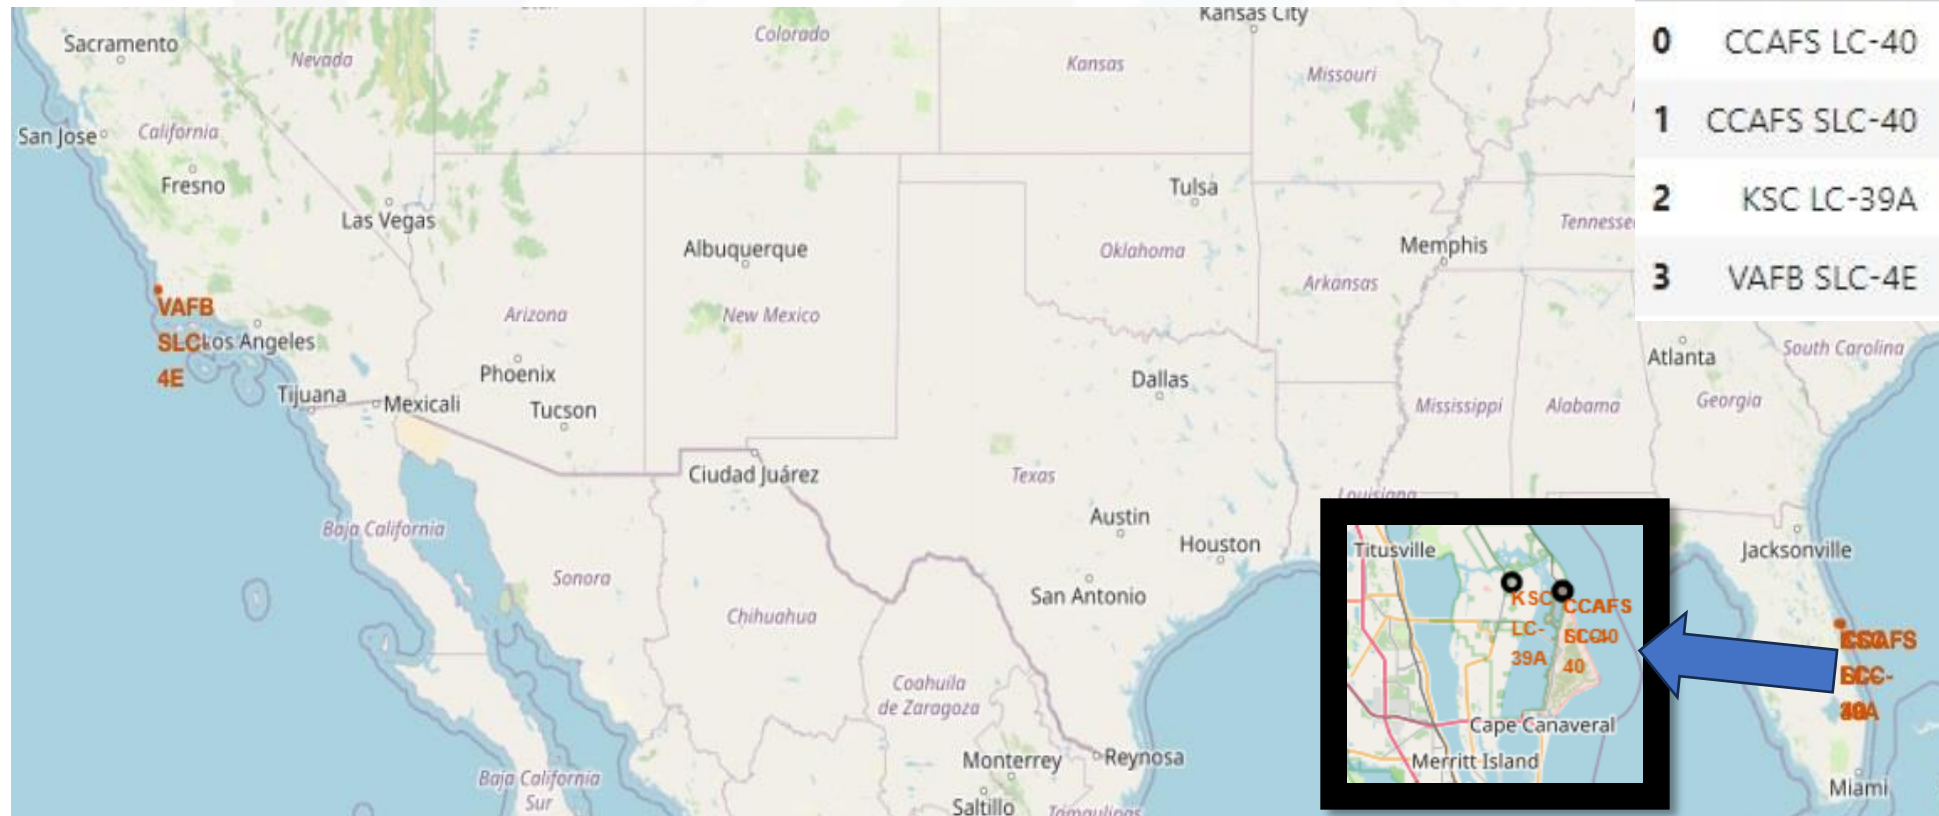 Kansas City
0 CCAFS LC-40
Sacramento
Colorado
Nevada
Kansas
Missouri
1 CCAFS SLC-40
San Jose
California
Fresno
Tulsa
2 KSC LC-39A
Las Vegas
Tennesse
Albuquerque
Oklahoma
Memphis
3 VAFB SLC-4E
Arkansas
VAFB
SLC-
4E
Arizona
New Mexico
Los Angeles
Atlanta
South Carolina
Phoenix
Dallas
Tijuana
Mexicali
Tucson
Mississippi
Alabama
Georgia
Ciudad Juárez
Texas
Louisiana
Austin
Baja California
Houston
Jacksonville
Titusville
Sonora
San Antonio
KSC
LC-
39A
CCAFS
40
Chihuahua
CCAFS
Coahuila
de Zaragoza
Cape Canaveral
Merritt Island
Monterrey
Reynosa
Baja California
Sur
Miami
Saltillo
Tamaulipas